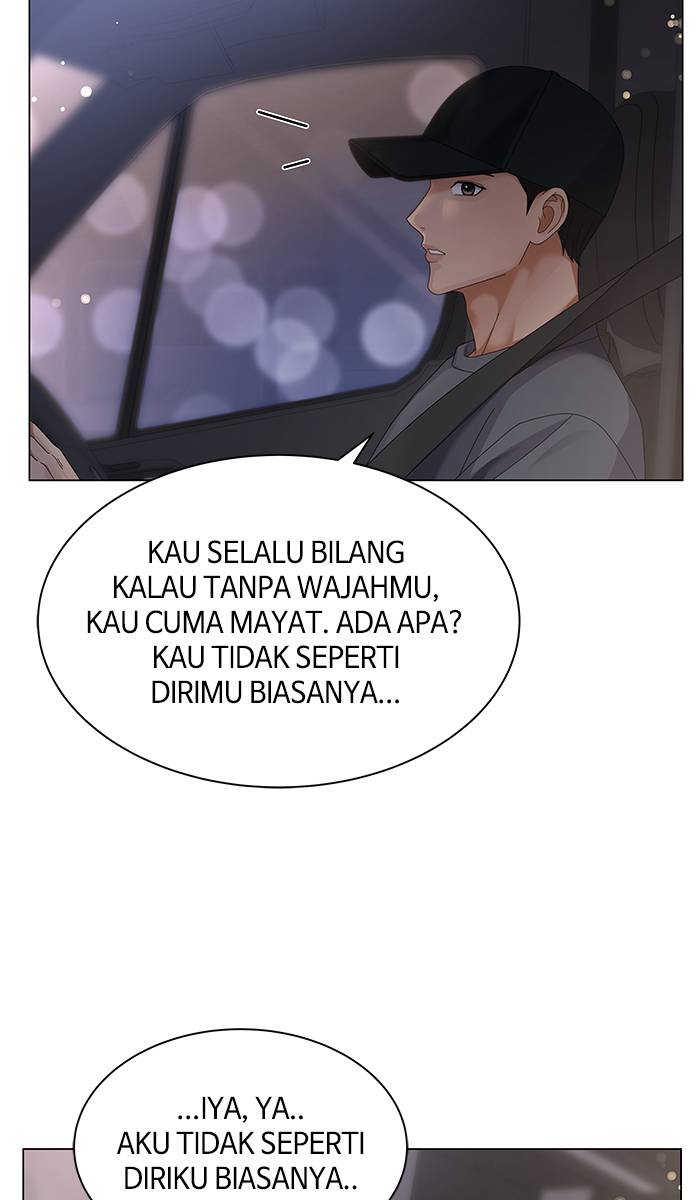 KAU SELALU BILANG
KALAU TANPA WAJAHMU,
KAU CUMA MAYAT. ADA APA?
KAU TIDAK SEPERTI
DIRIMU BIASANYA...
...IYA, YA..
AKU TIDAK SEPERTI
DIRIKU BIASANYA..